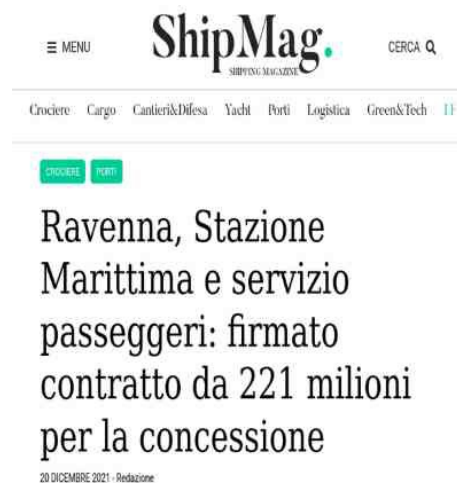 ≡ MENU
ShipMag.
SHIPPING MAGAZINE
CERCA
Crociere Cargo Cantieri&Difesa Yacht Porti Logistica Green&Tech
CROCIERE PORTI
Ravenna, Stazione
Marittima e servizio
passeggeri: firmato
contratto da 221 milioni
per la concessione
20 DICEMBRE 2021 - Redazione